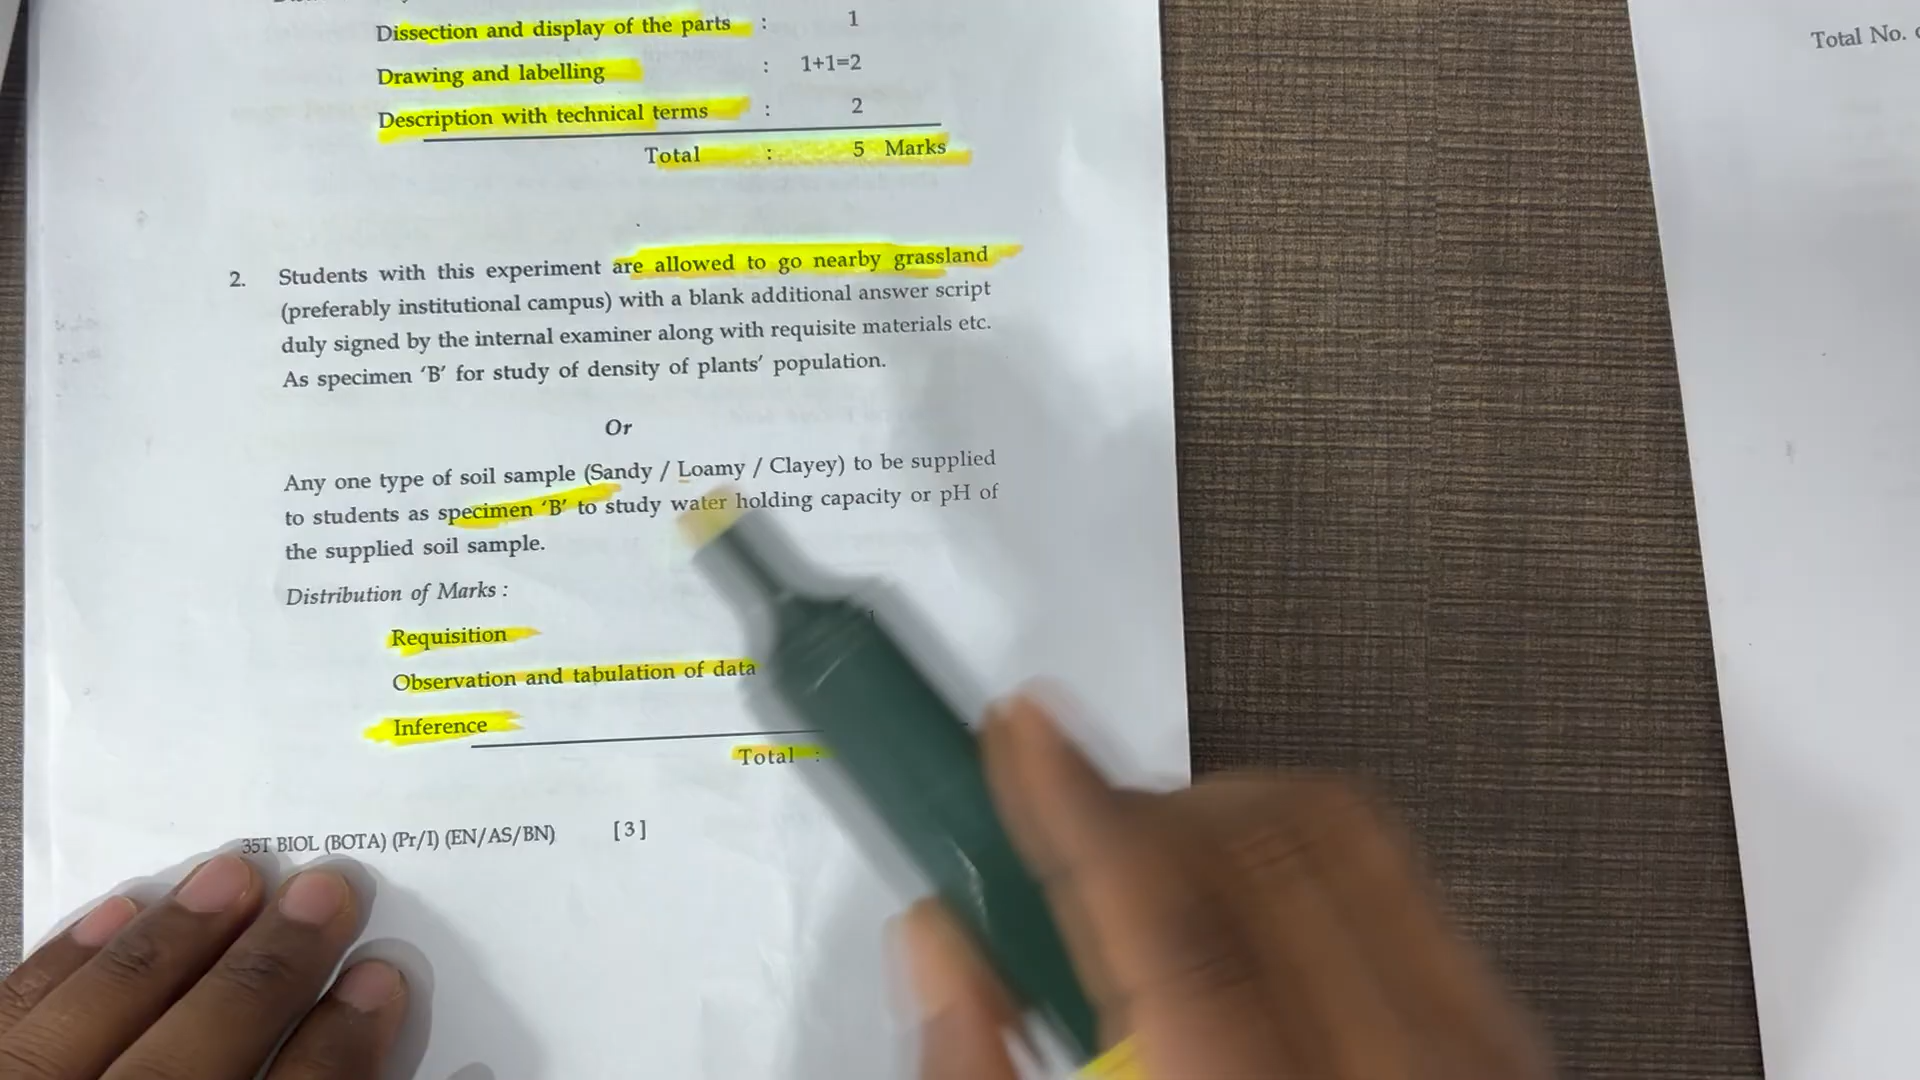 Dissection and display of the parts : 1
Drawing and labelling : 1+1=2
Description with technical terms : 2
Total : 5 Marks
Total No.
2. Students with this experiment are allowed to go nearby grassland
(preferably institutional campus) with a blank additional answer script
duly signed by the internal examiner along with requisite materials etc.
As specimen 'B' for study of density of plants' population.
Or
Any one type of soil sample (Sandy / Loamy / Clayey) to be supplied
to students as specimen 'B' to study water holding capacity or pH of
the supplied soil sample.
Distribution of Marks :
Requisition
Observation and tabulation of data
Inference
Total :
35T BIOL (BOTA) (Pr/I) (EN/AS/BN) [3]